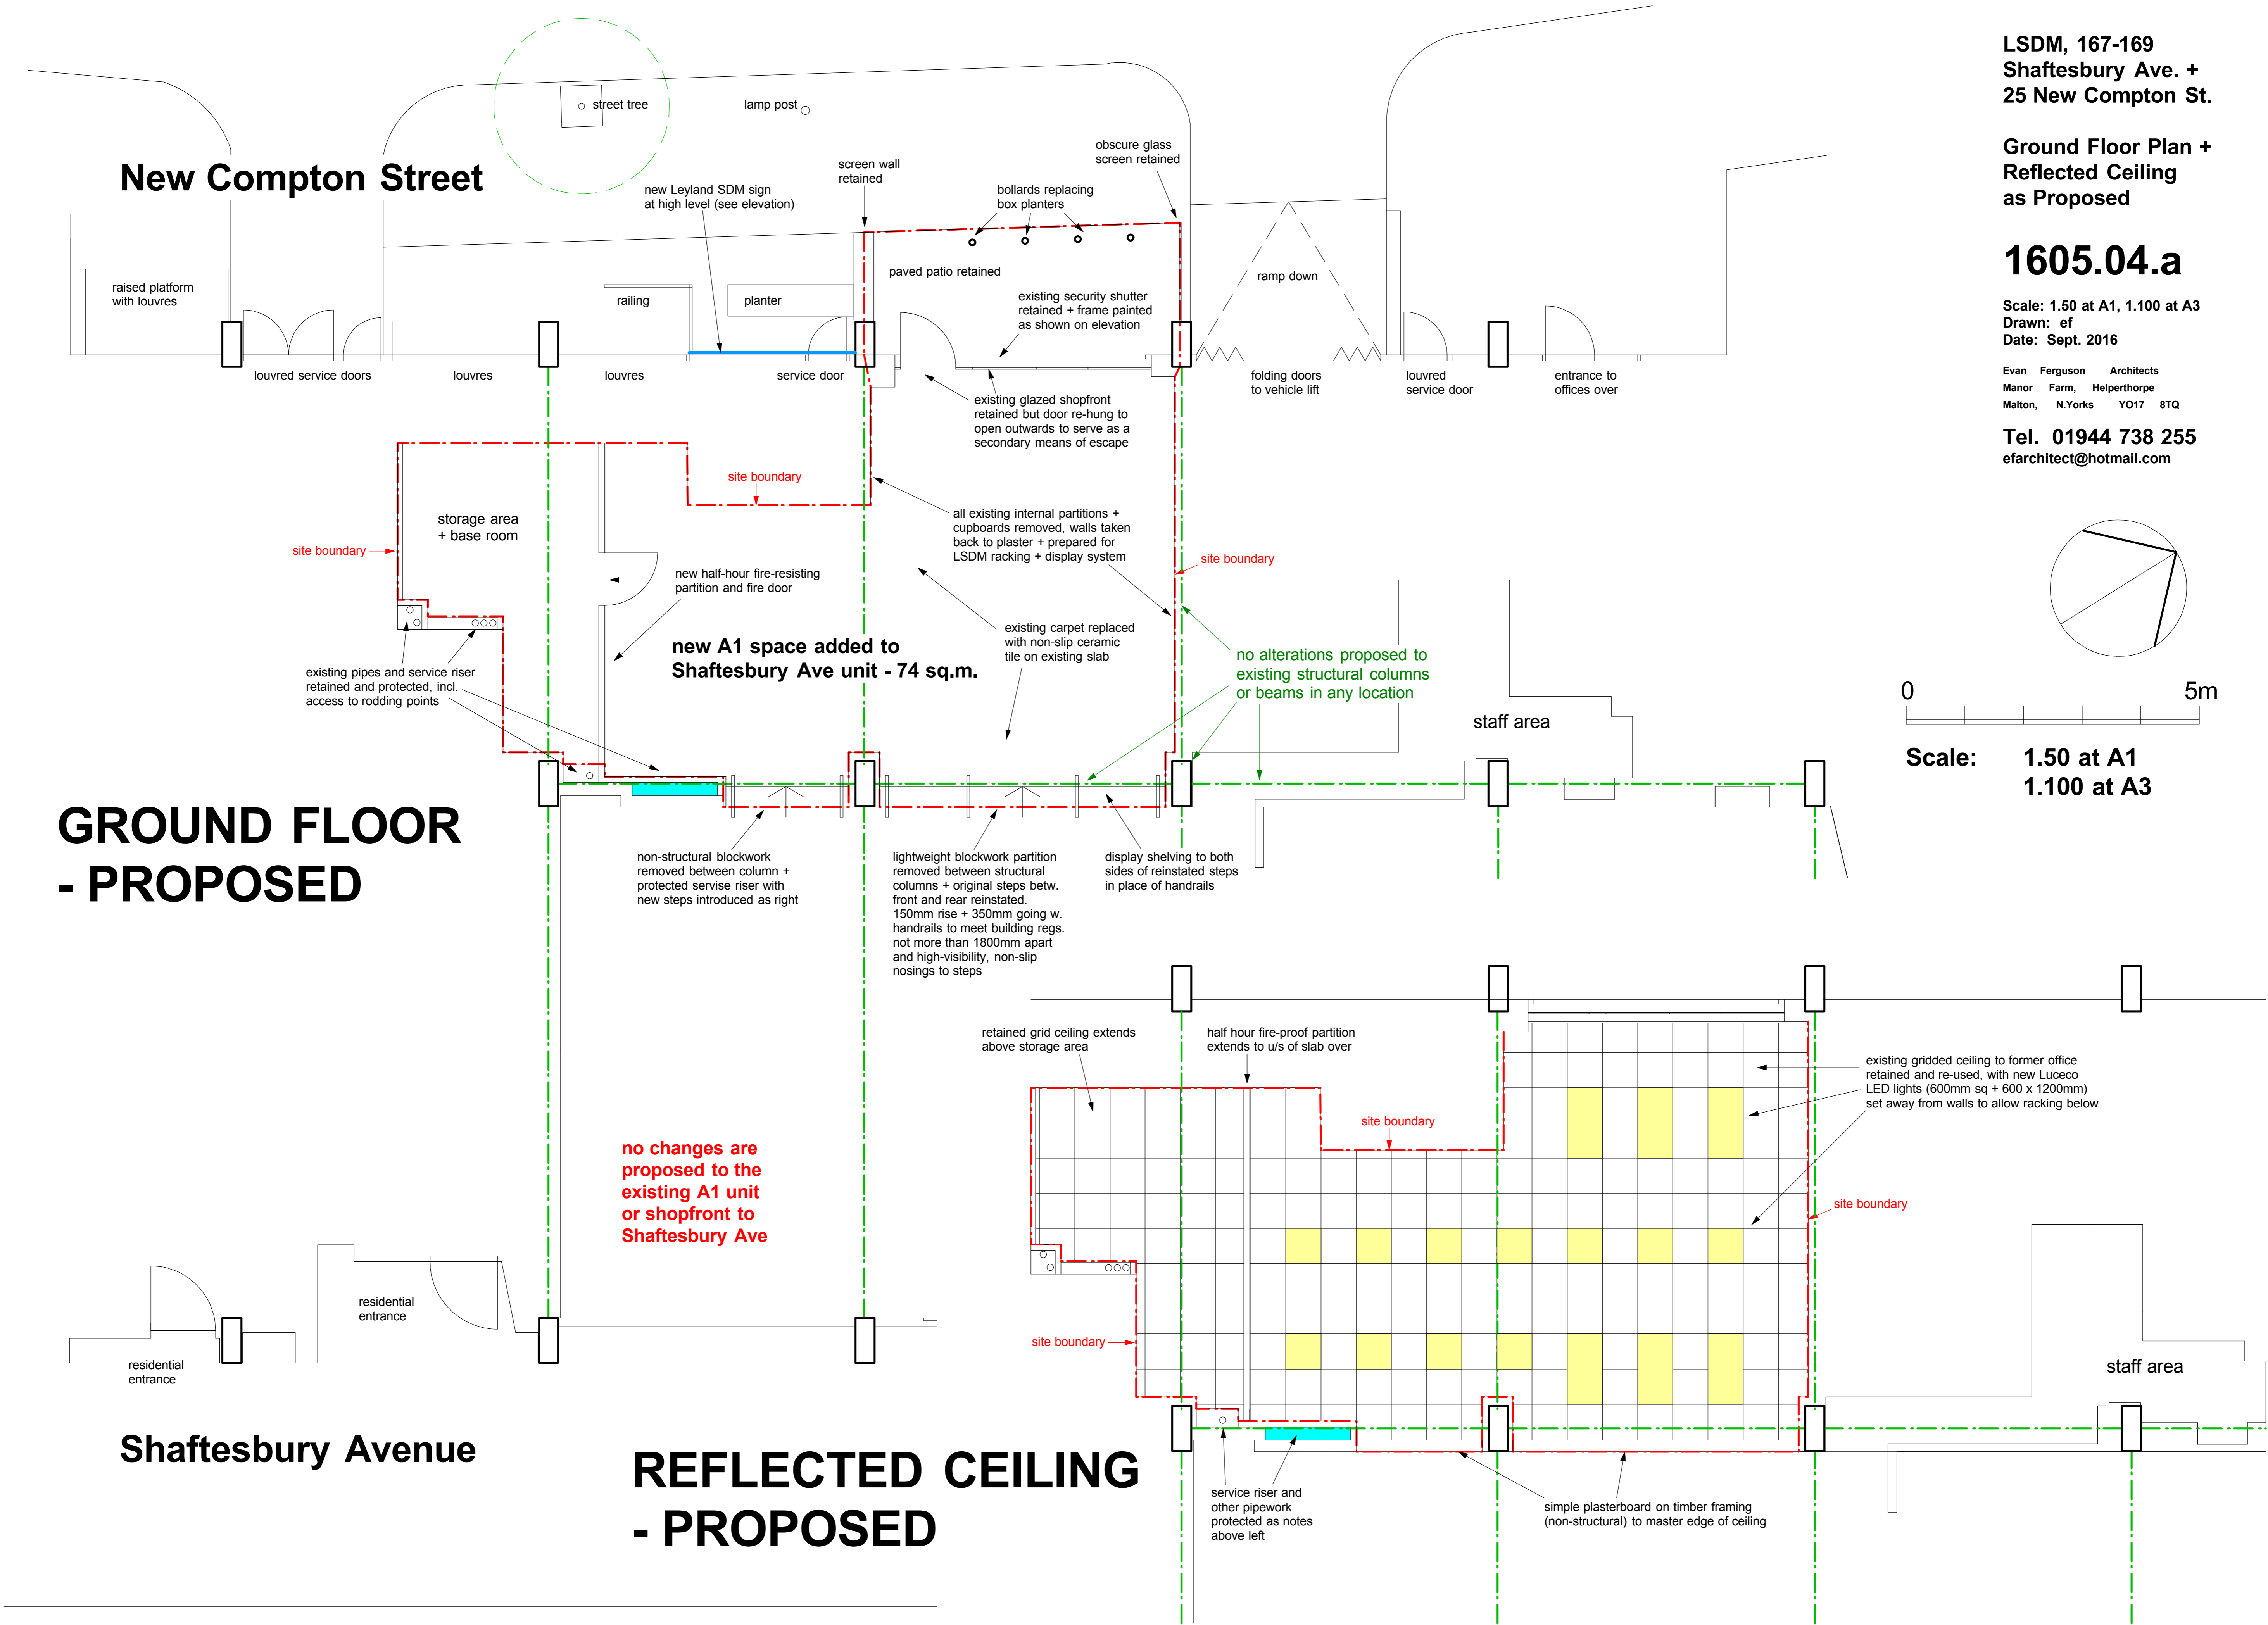 LSDM, 167-169
Shaftesbury Ave. +
25 New Compton St.
Ground Floor Plan +
Reflected Ceiling
as Proposed
1605.04.a
Scale: 1.50 at A1, 1.100 at A3
Drawn: ef
Date: Sept. 2016
Evan Ferguson Architects
Manor Farm, Helperthorpe
Malton, N.Yorks YO17 8TQ
Tel. 01944 738 255
efarchitect@hotmail.com
0 5m
Scale: 1.50 at A1
1.100 at A3
New Compton Street
street tree
lamp post
new Leyland SDM sign
at high level (see elevation)
screen wall
retained
bollards replacing
box planters
obscure glass
screen retained
raised platform
with louvres
railing
planter
paved patio retained
existing security shutter
retained + frame painted
as shown on elevation
ramp down
louvred service doors
louvres
louvres
service door
folding doors
to vehicle lift
louvred
service door
entrance to
offices over
existing glazed shopfront
retained but door re-hung to
open outwards to serve as a
secondary means of escape
site boundary
storage area
+ base room
site boundary
all existing internal partitions +
cupboards removed, walls taken
back to plaster + prepared for
LSDM racking + display system
site boundary
new half-hour fire-resisting
partition and fire door
existing carpet replaced
with non-slip ceramic
tile on existing slab
new A1 space added to
Shaftesbury Ave unit - 74 sq.m.
existing pipes and service riser
retained and protected, incl.
access to rodding points
no alterations proposed to
existing structural columns
or beams in any location
staff area
GROUND FLOOR
- PROPOSED
non-structural blockwork
removed between column +
protected servise riser with
new steps introduced as right
lightweight blockwork partition
removed between structural
columns + original steps betw.
front and rear reinstated.
150mm rise + 350mm going w.
handrails to meet building regs.
not more than 1800mm apart
and high-visibility, non-slip
nosings to steps
display shelving to both
sides of reinstated steps
in place of handrails
no changes are
proposed to the
existing A1 unit
or shopfront to
Shaftesbury Ave
residential
entrance
residential
entrance
Shaftesbury Avenue
retained grid ceiling extends
above storage area
half hour fire-proof partition
extends to u/s of slab over
existing gridded ceiling to former office
retained and re-used, with new Luceco
LED lights (600mm sq + 600 x 1200mm)
set away from walls to allow racking below
site boundary
site boundary
site boundary
staff area
REFLECTED CEILING
- PROPOSED
service riser and
other pipework
protected as notes
above left
simple plasterboard on timber framing
(non-structural) to master edge of ceiling